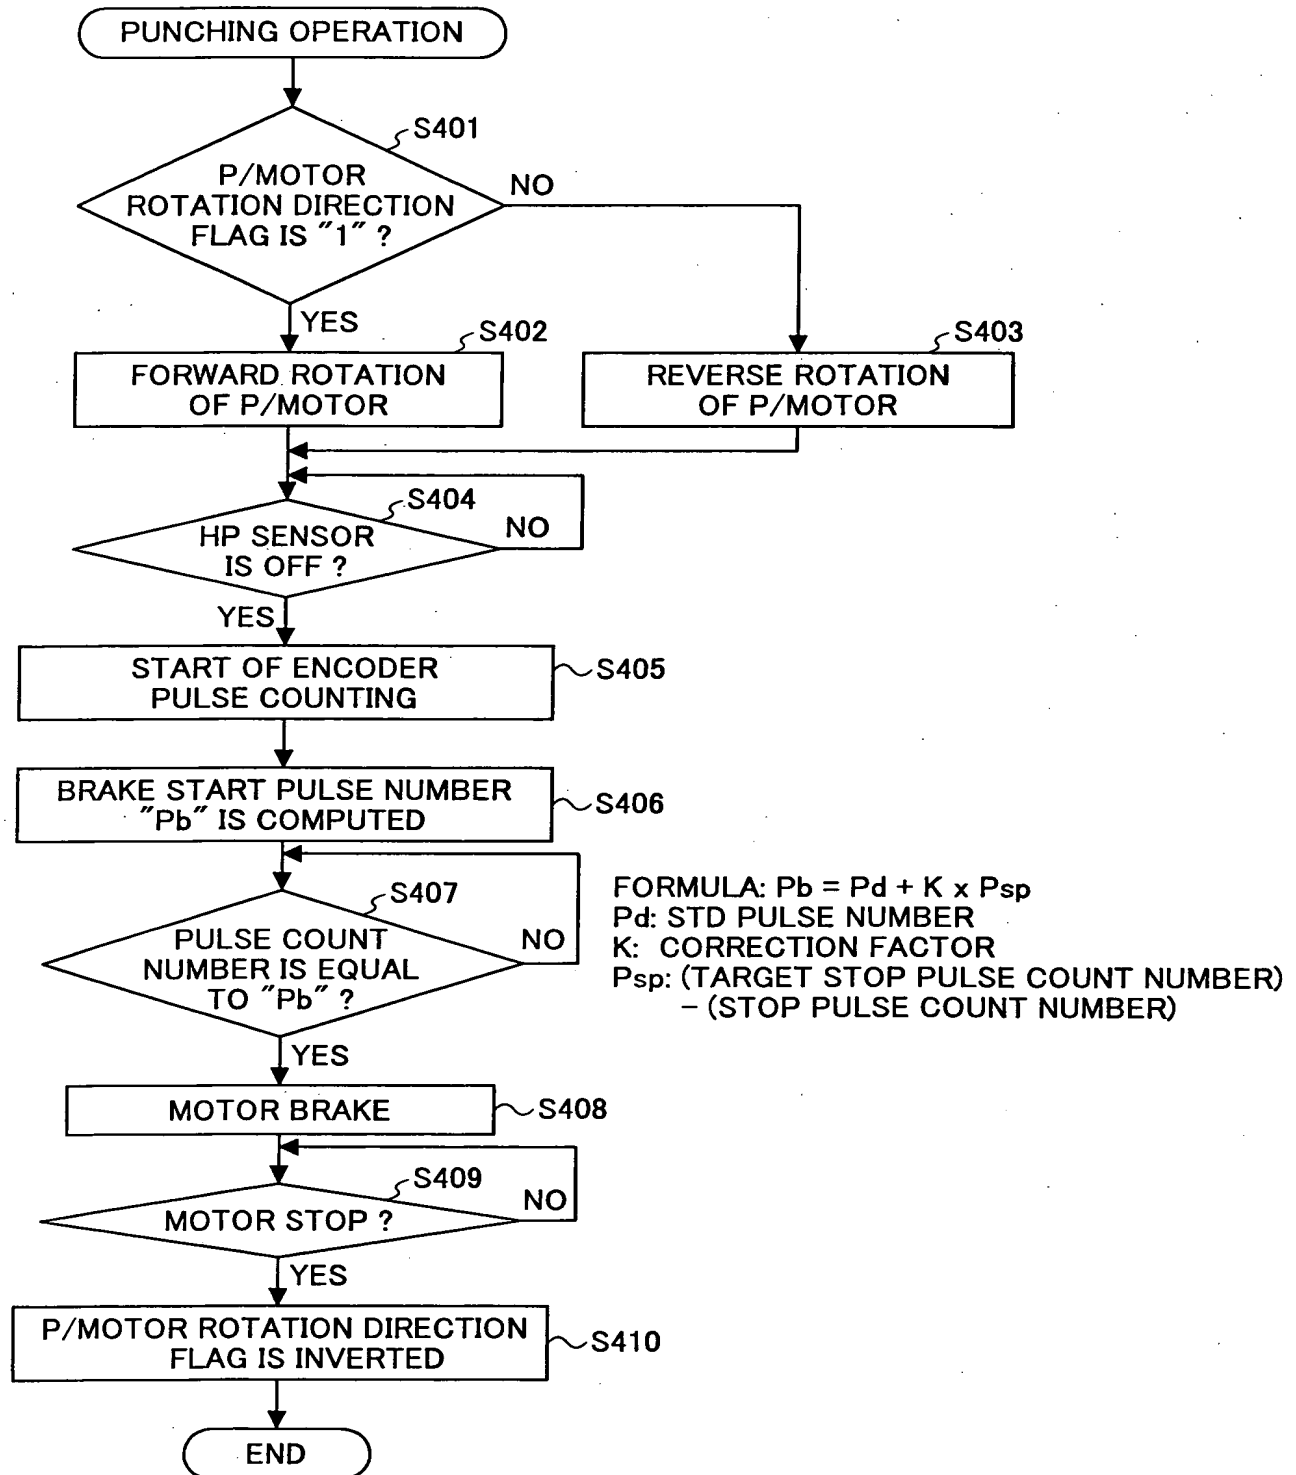 PUNCHING OPERATION
S401
P/MOTOR
ROTATION DIRECTION
FLAG IS "1" ?
NO
YES
S402
FORWARD ROTATION
OF P/MOTOR
S403
REVERSE ROTATION
OF P/MOTOR
S404
HP SENSOR
IS OFF ?
NO
YES
START OF ENCODER
PULSE COUNTING
S405
BRAKE START PULSE NUMBER
"Pb" IS COMPUTED
S406
S407
PULSE COUNT
NUMBER IS EQUAL
TO "Pb" ?
NO
YES
FORMULA: Pb = Pd + K x Psp
Pd: STD PULSE NUMBER
K: CORRECTION FACTOR
Psp: (TARGET STOP PULSE COUNT NUMBER)
– (STOP PULSE COUNT NUMBER)
MOTOR BRAKE
S408
S409
MOTOR STOP ?
NO
YES
P/MOTOR ROTATION DIRECTION
FLAG IS INVERTED
S410
END